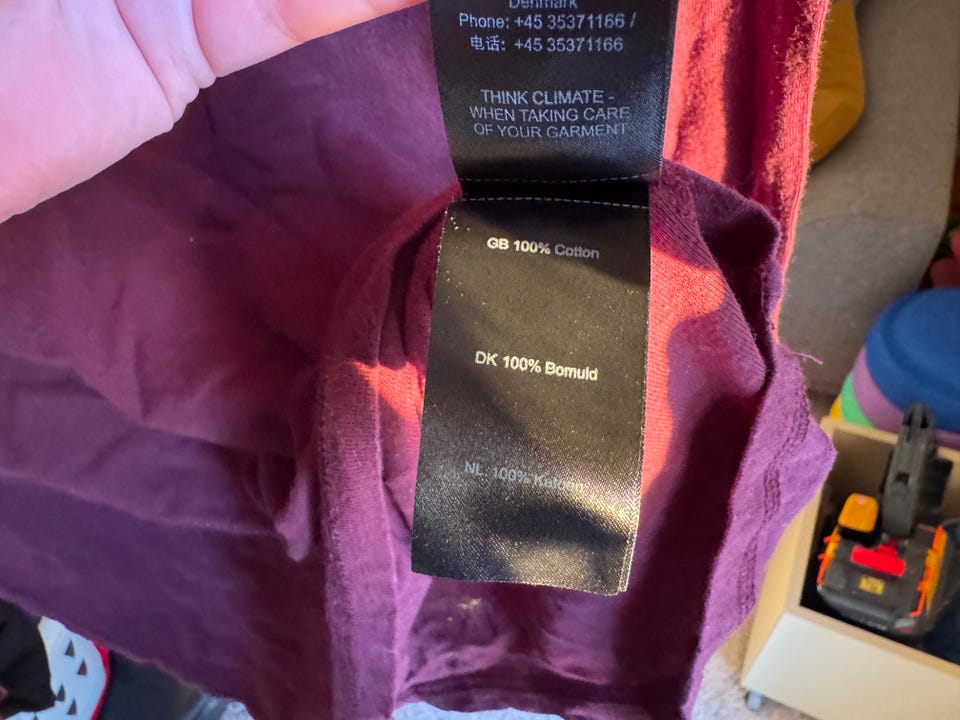 Denmark
Phone: +45 35371166 /
电话: +45 35371166
THINK CLIMATE -
WHEN TAKING CARE
OF YOUR GARMENT
GB 100% Cotton
DK 100% Bomuld
NL 100% Katoen